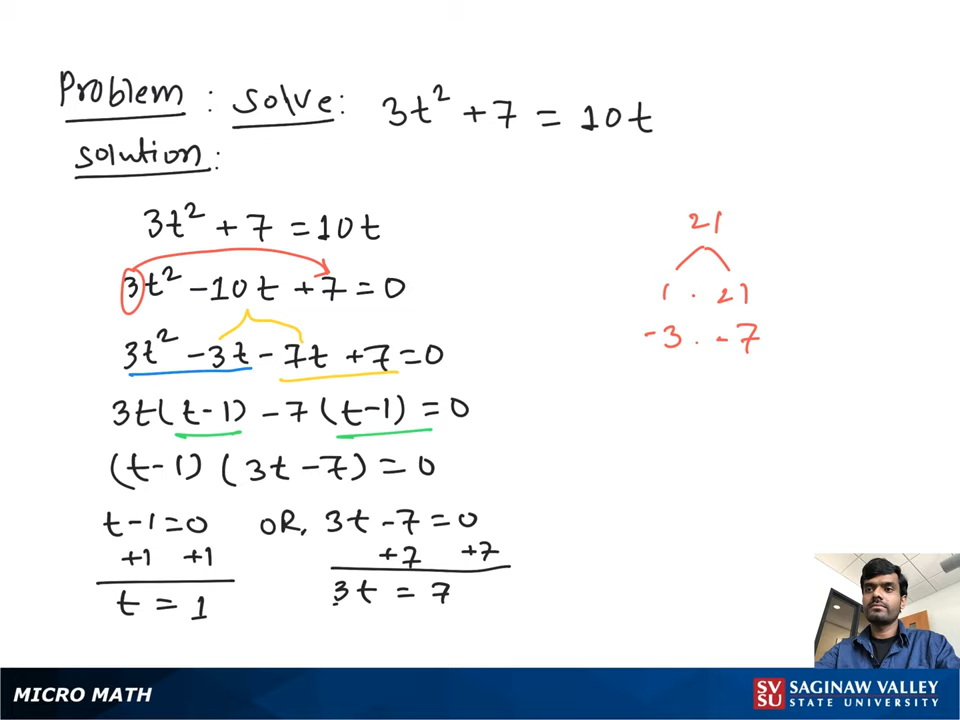 Problem : Solve: 3t² + 7 = 10t
Solution:
3t² + 7 = 10t
3t² - 10t + 7 = 0
3t² - 3t - 7t + 7 = 0
3t(t-1) - 7(t-1) = 0
(t-1)(3t-7) = 0
t-1=0 OR, 3t-7=0
+1 +1 +7 +7
t = 1 3t = 7
21
1 . 21
-3 . -7
MICRO MATH
SV
SU
SAGINAW VALLEY
STATE UNIVERSITY